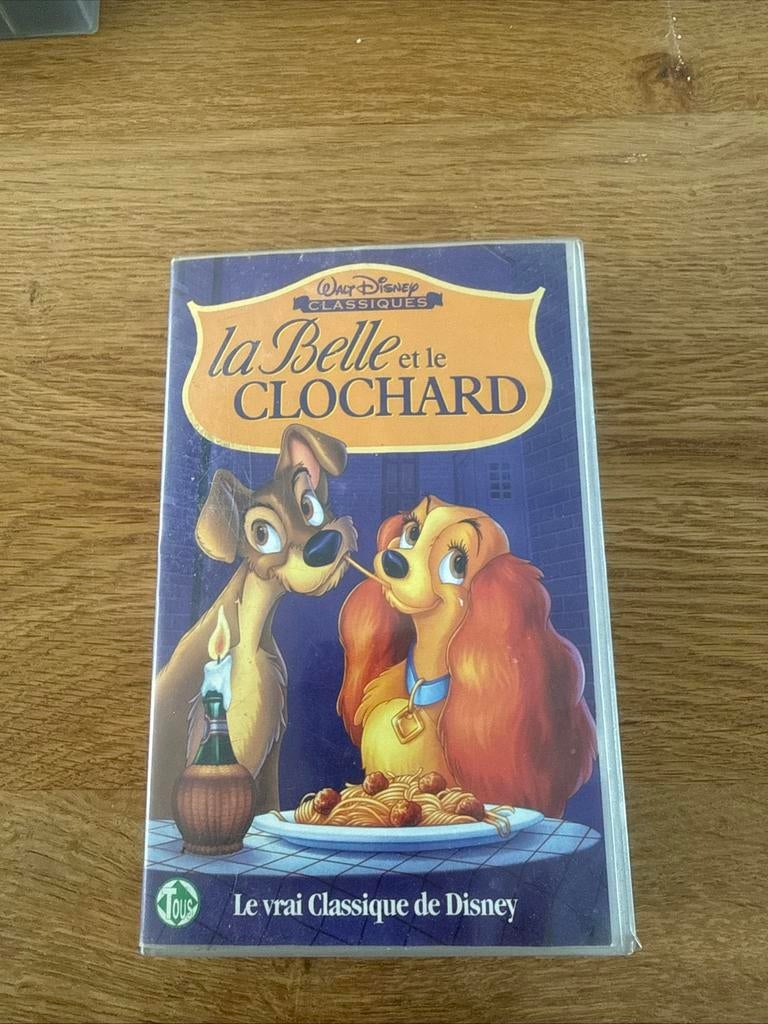 Walt Disney
CLASSIQUES
la Belle et le
CLOCHARD
Tous
Le vrai Classique de Disney